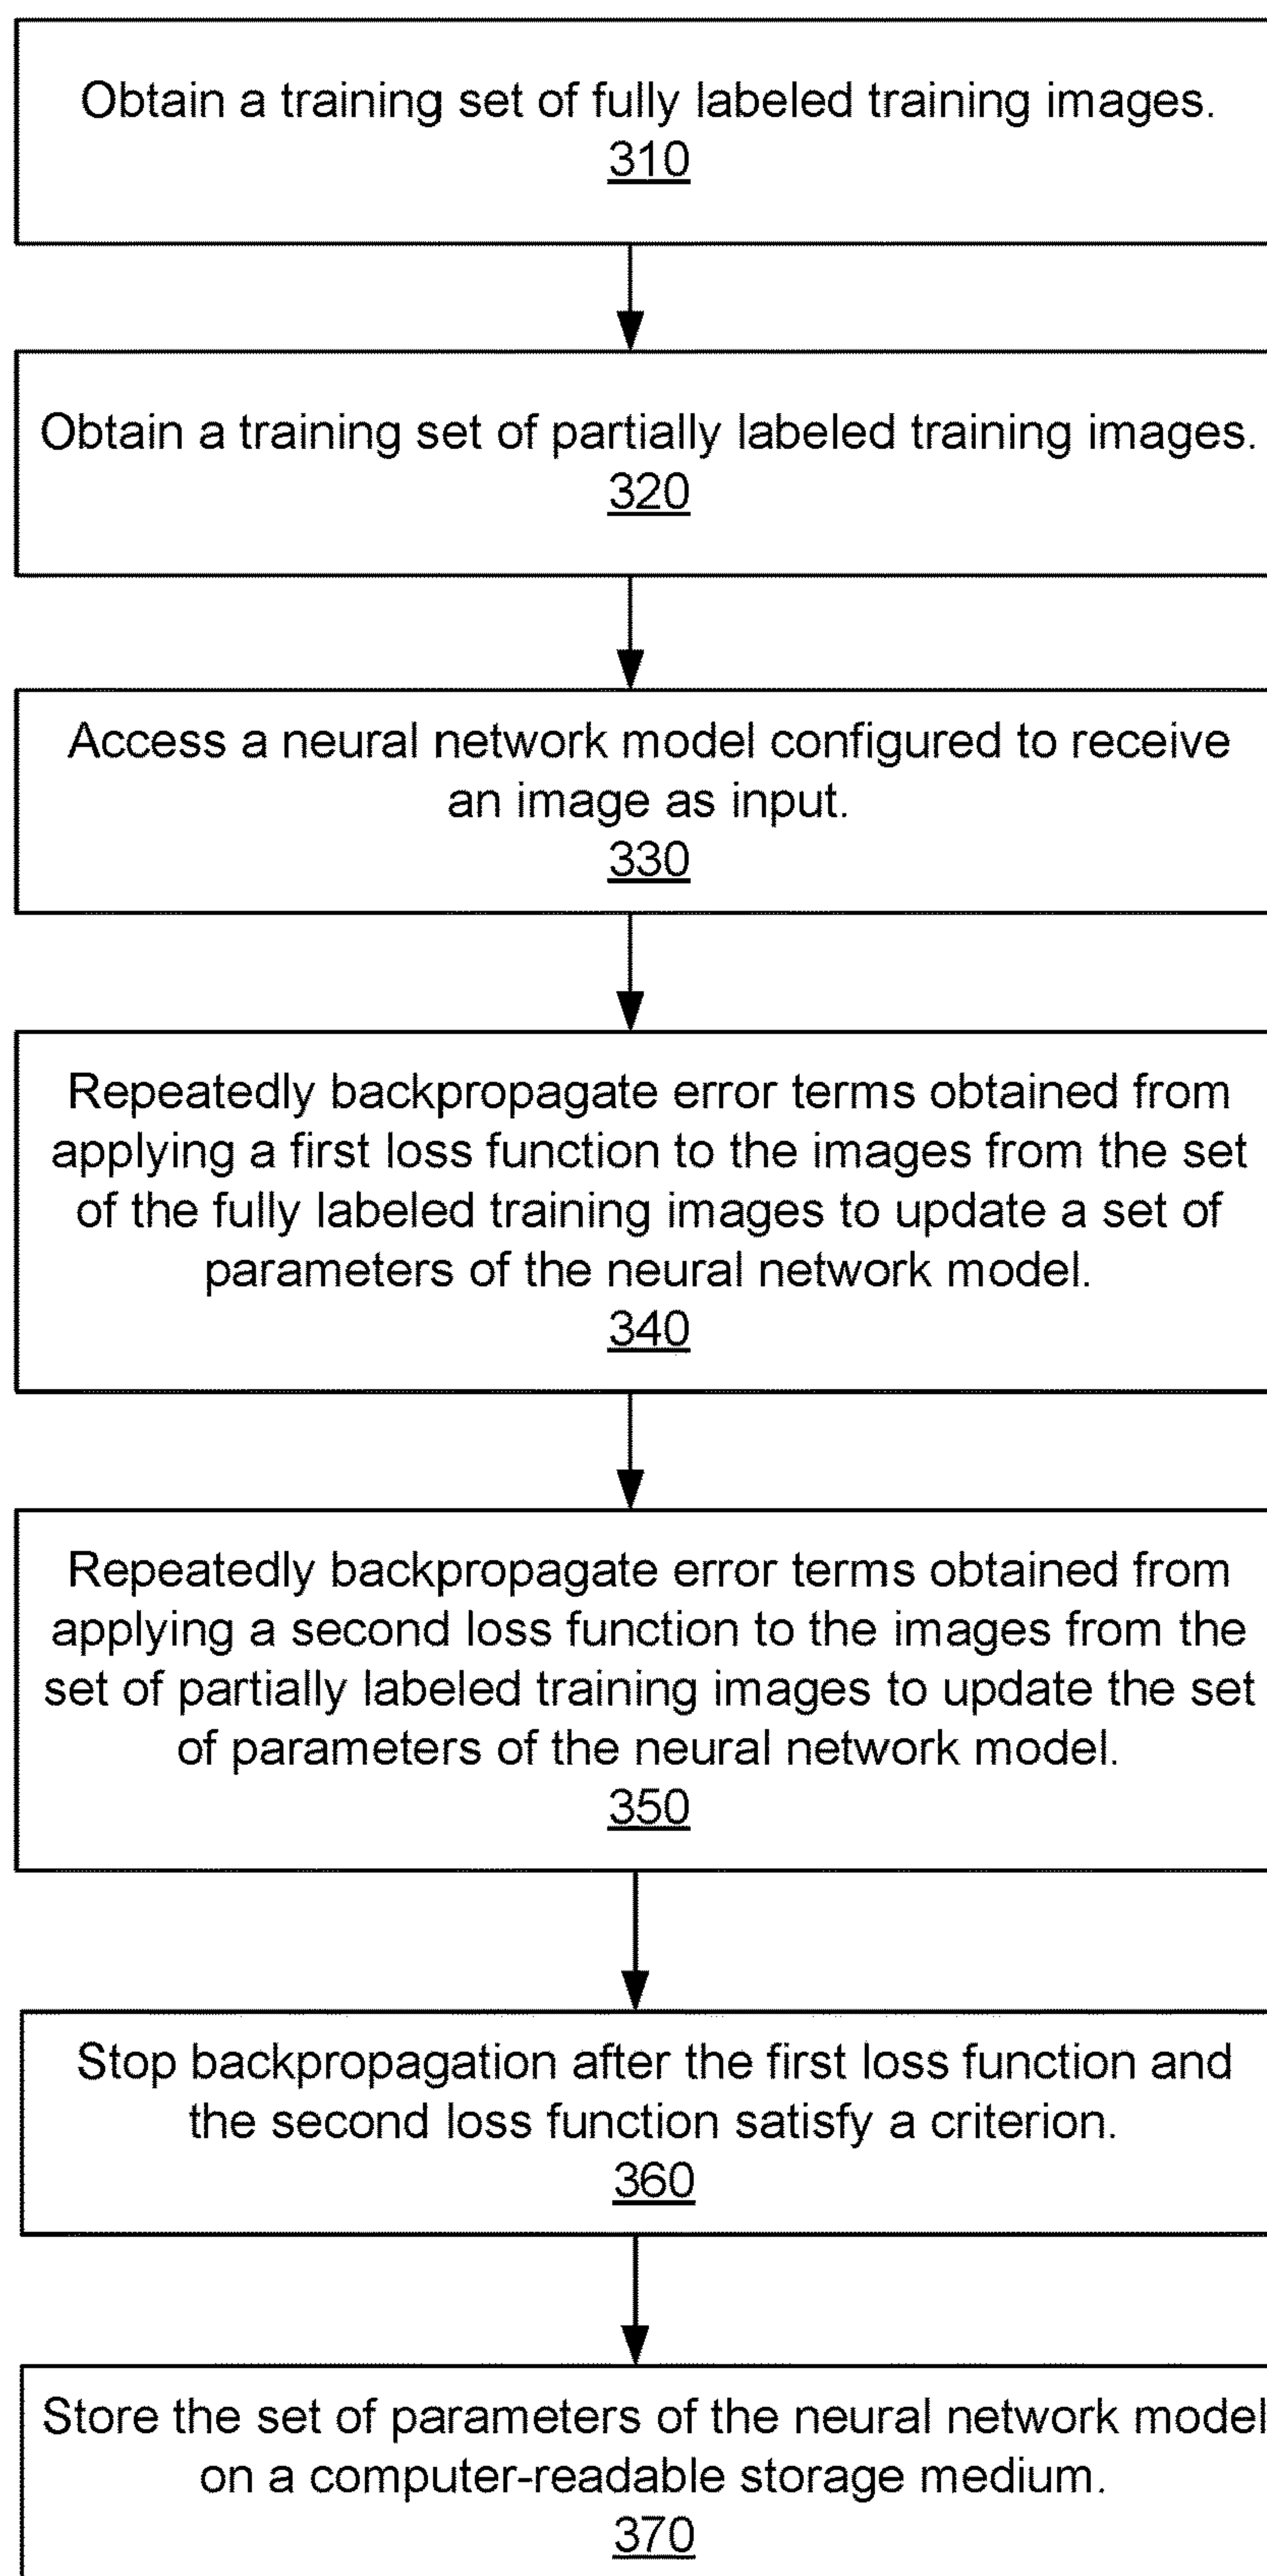 Obtain a training set of fully labeled training images.
310
Obtain a training set of partially labeled training images.
320
Access a neural network model configured to receive
an image as input.
330
Repeatedly backpropagate error terms obtained from
applying a first loss function to the images from the set
of the fully labeled training images to update a set of
parameters of the neural network model.
340
Repeatedly backpropagate error terms obtained from
applying a second loss function to the images from the
set of partially labeled training images to update the set
of parameters of the neural network model.
350
Stop backpropagation after the first loss function and
the second loss function satisfy a criterion.
360
Store the set of parameters of the neural network model
on a computer-readable storage medium.
370